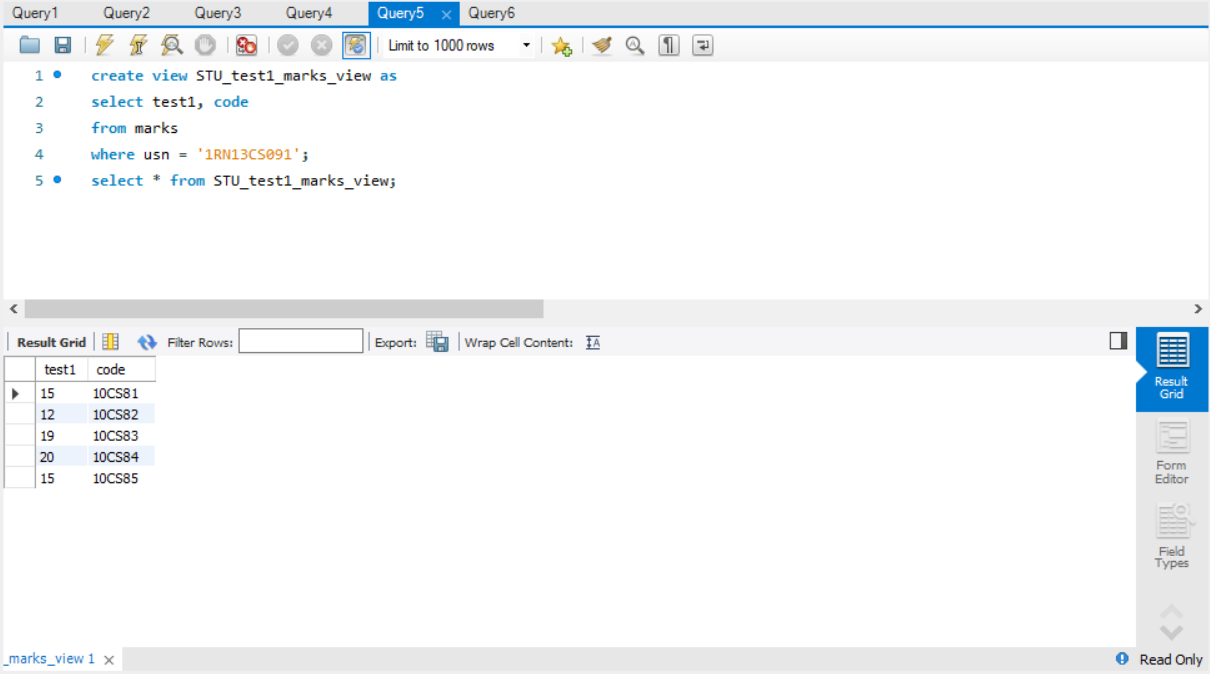 Query1 Query2 Query3 Query4 Query5 Query6
Limit to 1000 rows
1 create view STU_test1_marks_view as
2 select test1, code
3 from marks
4 where usn = '1RN13CS091';
5 select * from STU_test1_marks_view;
Result Grid Filter Rows: Export: Wrap Cell Content:
test1 code
15 10CS81
12 10CS82
19 10CS83
20 10CS84
15 10CS85
Result
Grid
Form
Editor
Field
Types
_marks_view 1 Read Only